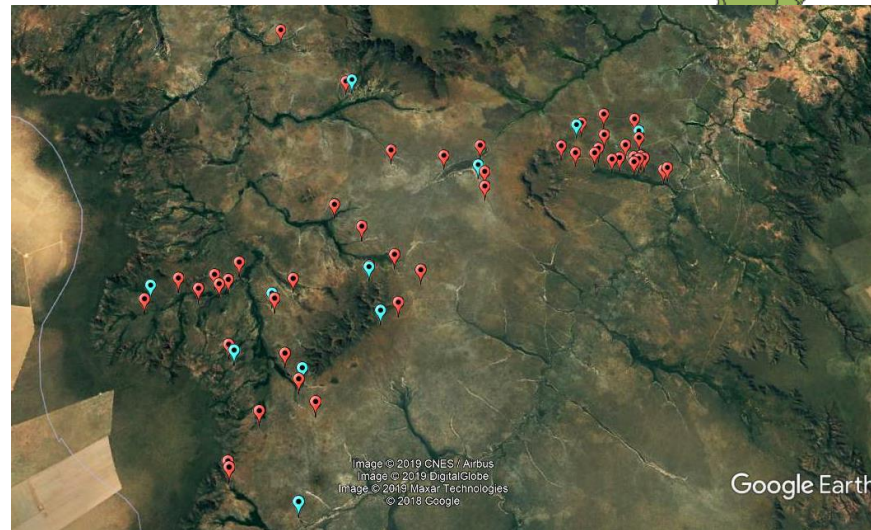 Image © 2019 CNES / Airbus
Image © 2019 DigitalGlobe
Image © 2019 Maxar Technologies
© 2018 Google
Google Earth